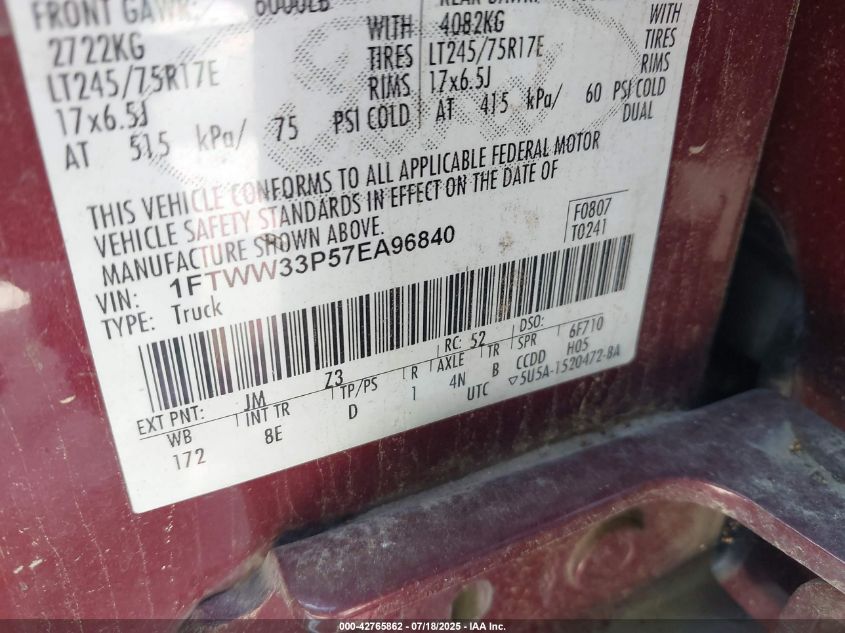 FRONT GAWR: 6000LB
2722KG WITH 4082KG WITH
LT245/75R17E TIRES LT245/75R17E TIRES
17x6.5J RIMS 17x6.5J RIMS
AT 515 kPa/ 75 PSI COLD AT 415 kPa/ 60 PSI COLD
DUAL
THIS VEHICLE CONFORMS TO ALL APPLICABLE FEDERAL MOTOR
VEHICLE SAFETY STANDARDS IN EFFECT ON THE DATE OF
MANUFACTURE SHOWN ABOVE.
F0807
T0241
VIN: 1FTWW33P57EA96840
TYPE: Truck
EXT PNT: JM Z3 RC: 52 DSO: 6F710
WB INT TR TP/PS R AXLE TR SPR H05
172 8E D 1 4N B CCDD
UTC ▽5U5A-1520472-BA
000-42765862 / 07/18/2025 / IAA Inc.